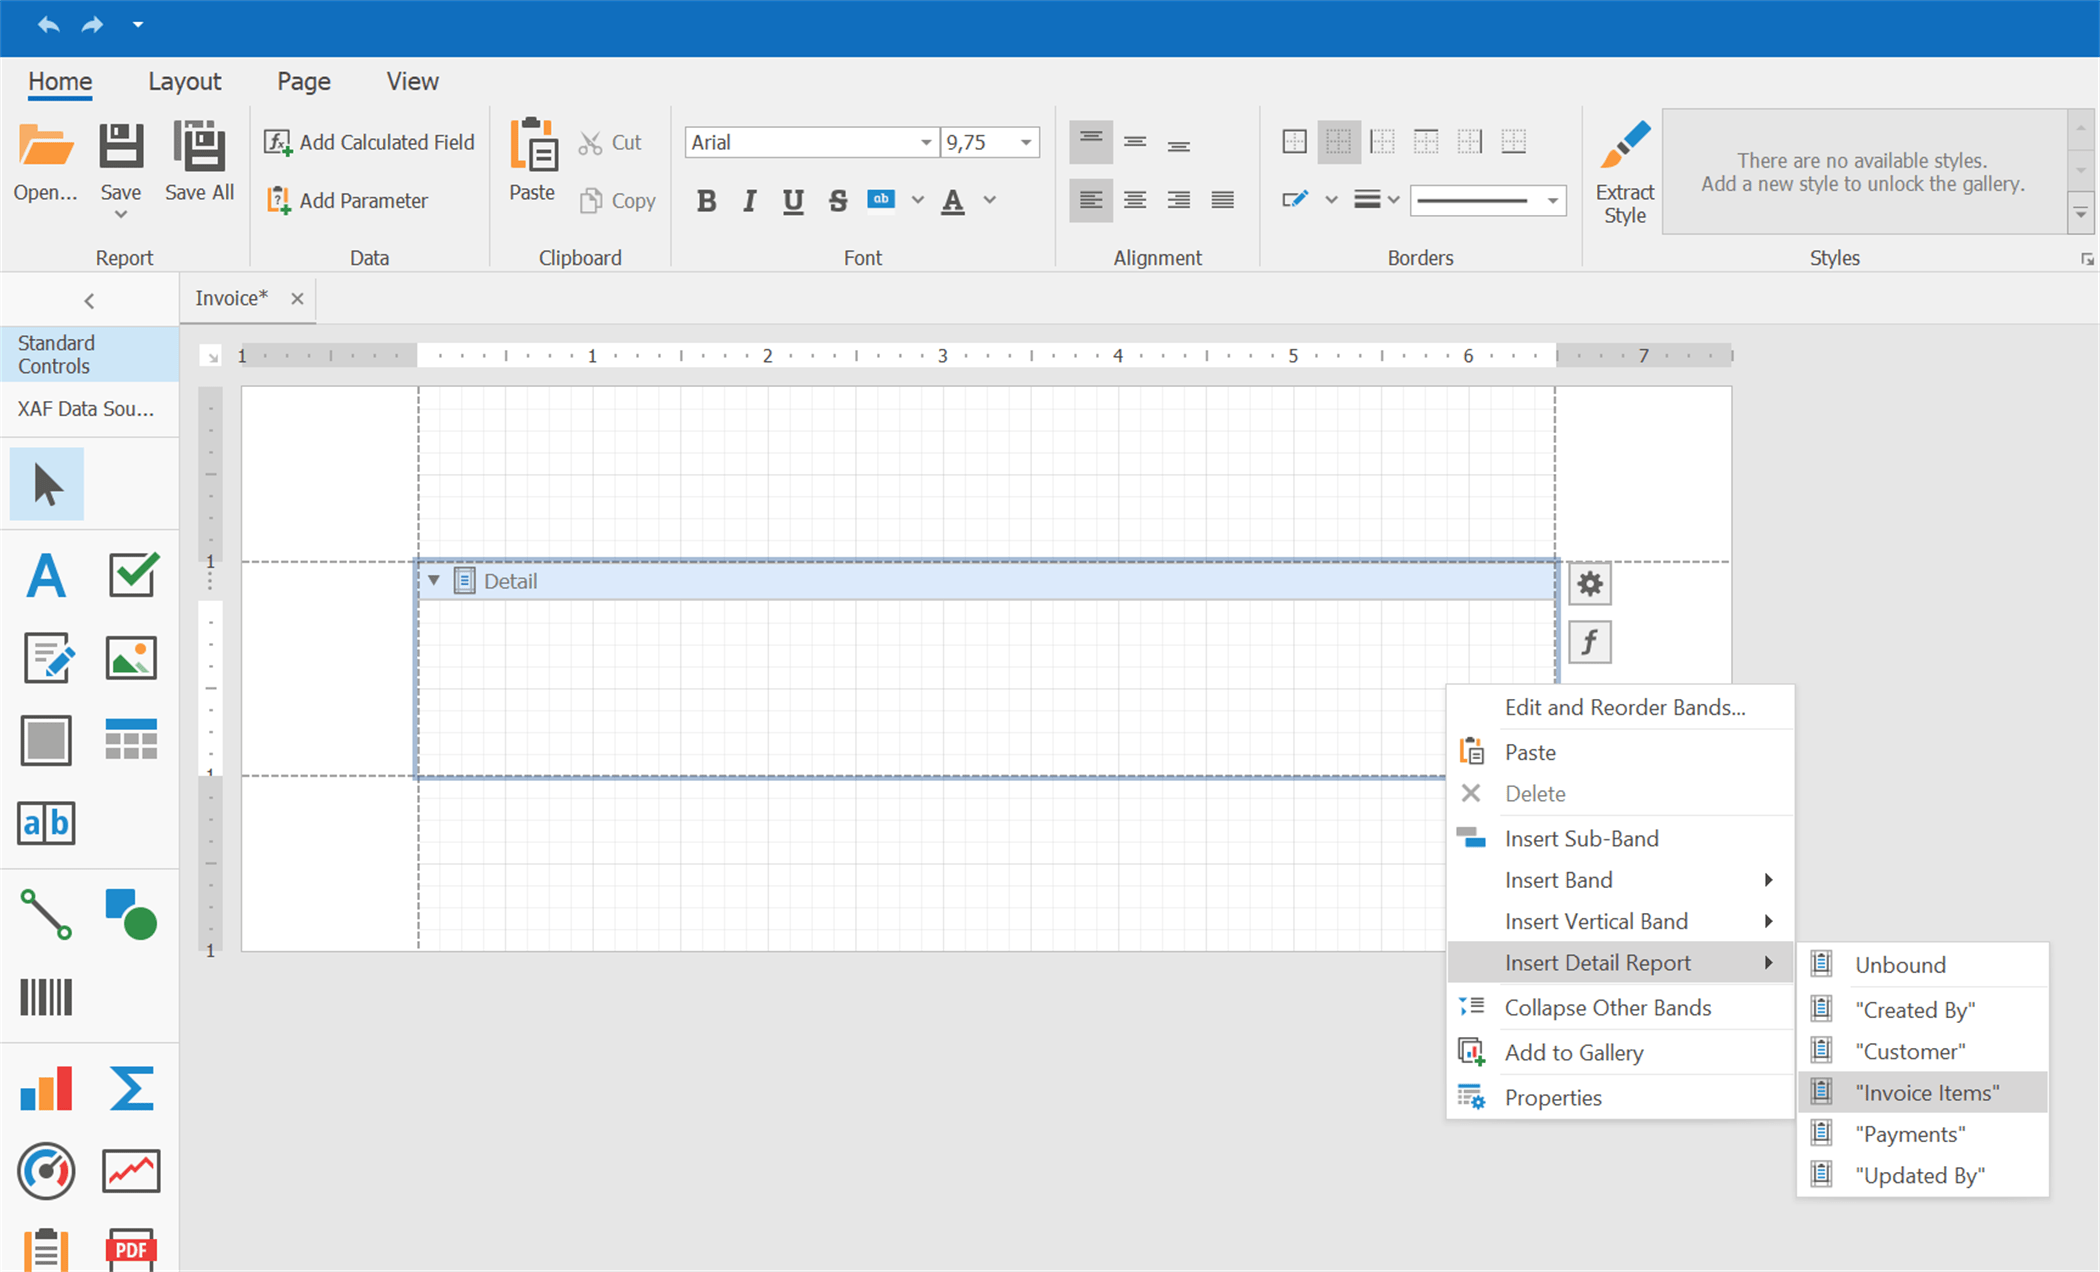 Home Layout Page View
Open... Save Save All
Add Calculated Field
Add Parameter
Paste
Cut
Copy
Arial 9,75
B I U S ab A
Extract
Style
There are no available styles.
Add a new style to unlock the gallery.
Report Data Clipboard Font Alignment Borders Styles
Invoice*
Standard
Controls
XAF Data Sou...
1 1 2 3 4 5 6 7
1
Detail
f
1
1
A
ab
PDF
Edit and Reorder Bands...
Paste
Delete
Insert Sub-Band
Insert Band
Insert Vertical Band
Insert Detail Report
Collapse Other Bands
Add to Gallery
Properties
Unbound
"Created By"
"Customer"
"Invoice Items"
"Payments"
"Updated By"